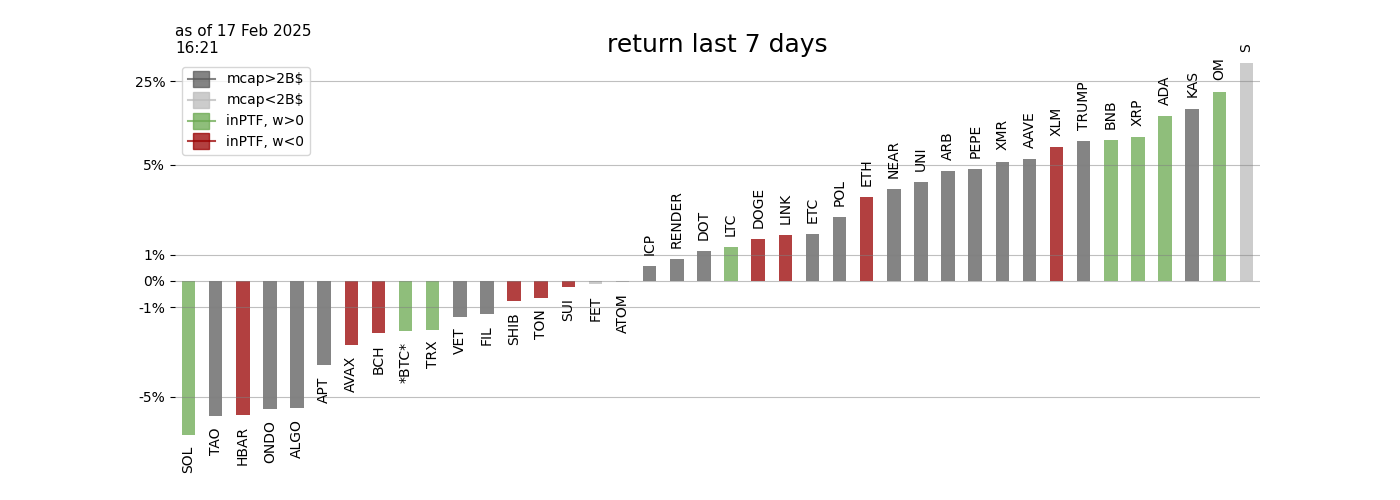 as of 17 Feb 2025
16:21
return last 7 days
mcap>2B$
mcap<2B$
inPTF, w>0
inPTF, w<0
25%
5%
1%
0%
-1%
-5%
SOL
TAO
HBAR
ONDO
ALGO
APT
AVAX
BCH
*BTC*
TRX
VET
FIL
SHIB
TON
SUI
FET
ATOM
ICP
RENDER
DOT
LTC
DOGE
LINK
ETC
POL
ETH
NEAR
UNI
ARB
PEPE
XMR
AAVE
XLM
TRUMP
BNB
XRP
ADA
KAS
OM
S